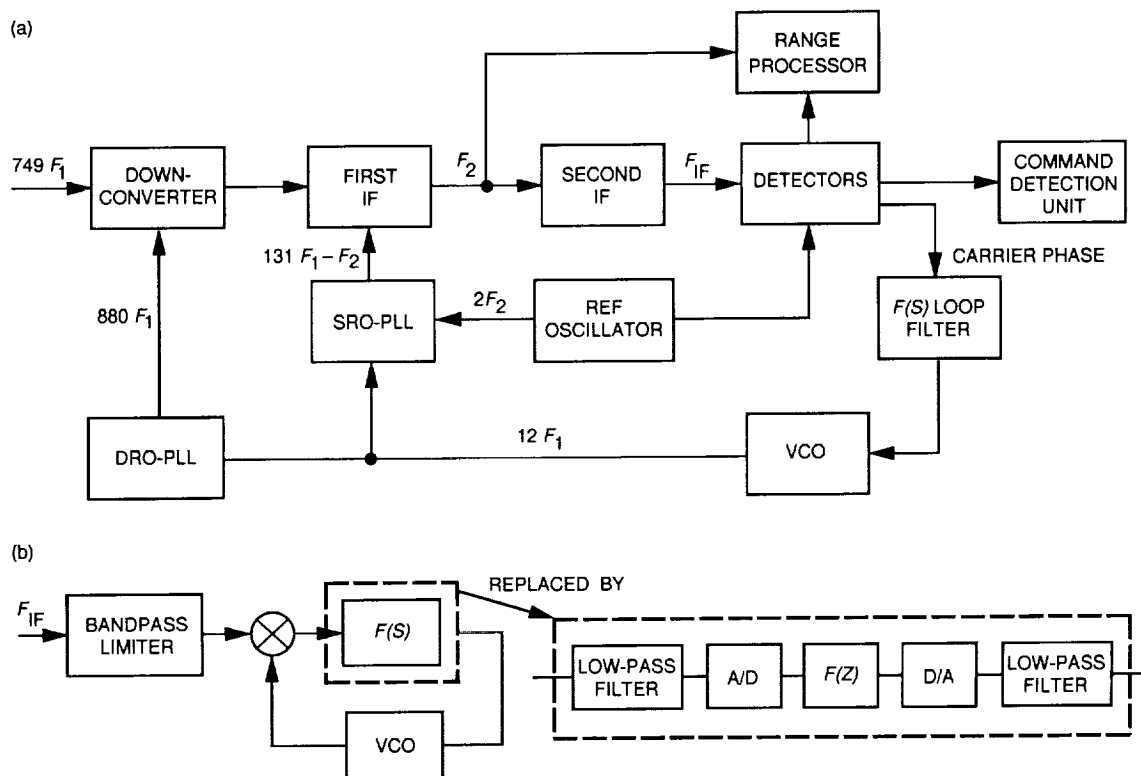 (a)
RANGE
PROCESSOR
749 F1
DOWN-
CONVERTER
FIRST
IF
F2
SECOND
IF
FIF
DETECTORS
COMMAND
DETECTION
UNIT
131 F1 – F2
CARRIER PHASE
880 F1
SRO-PLL
2F2
REF
OSCILLATOR
F(S) LOOP
FILTER
DRO-PLL
12 F1
VCO
(b)
FIF
BANDPASS
LIMITER
F(S)
REPLACED BY
LOW-PASS
FILTER
A/D
F(Z)
D/A
LOW-PASS
FILTER
VCO